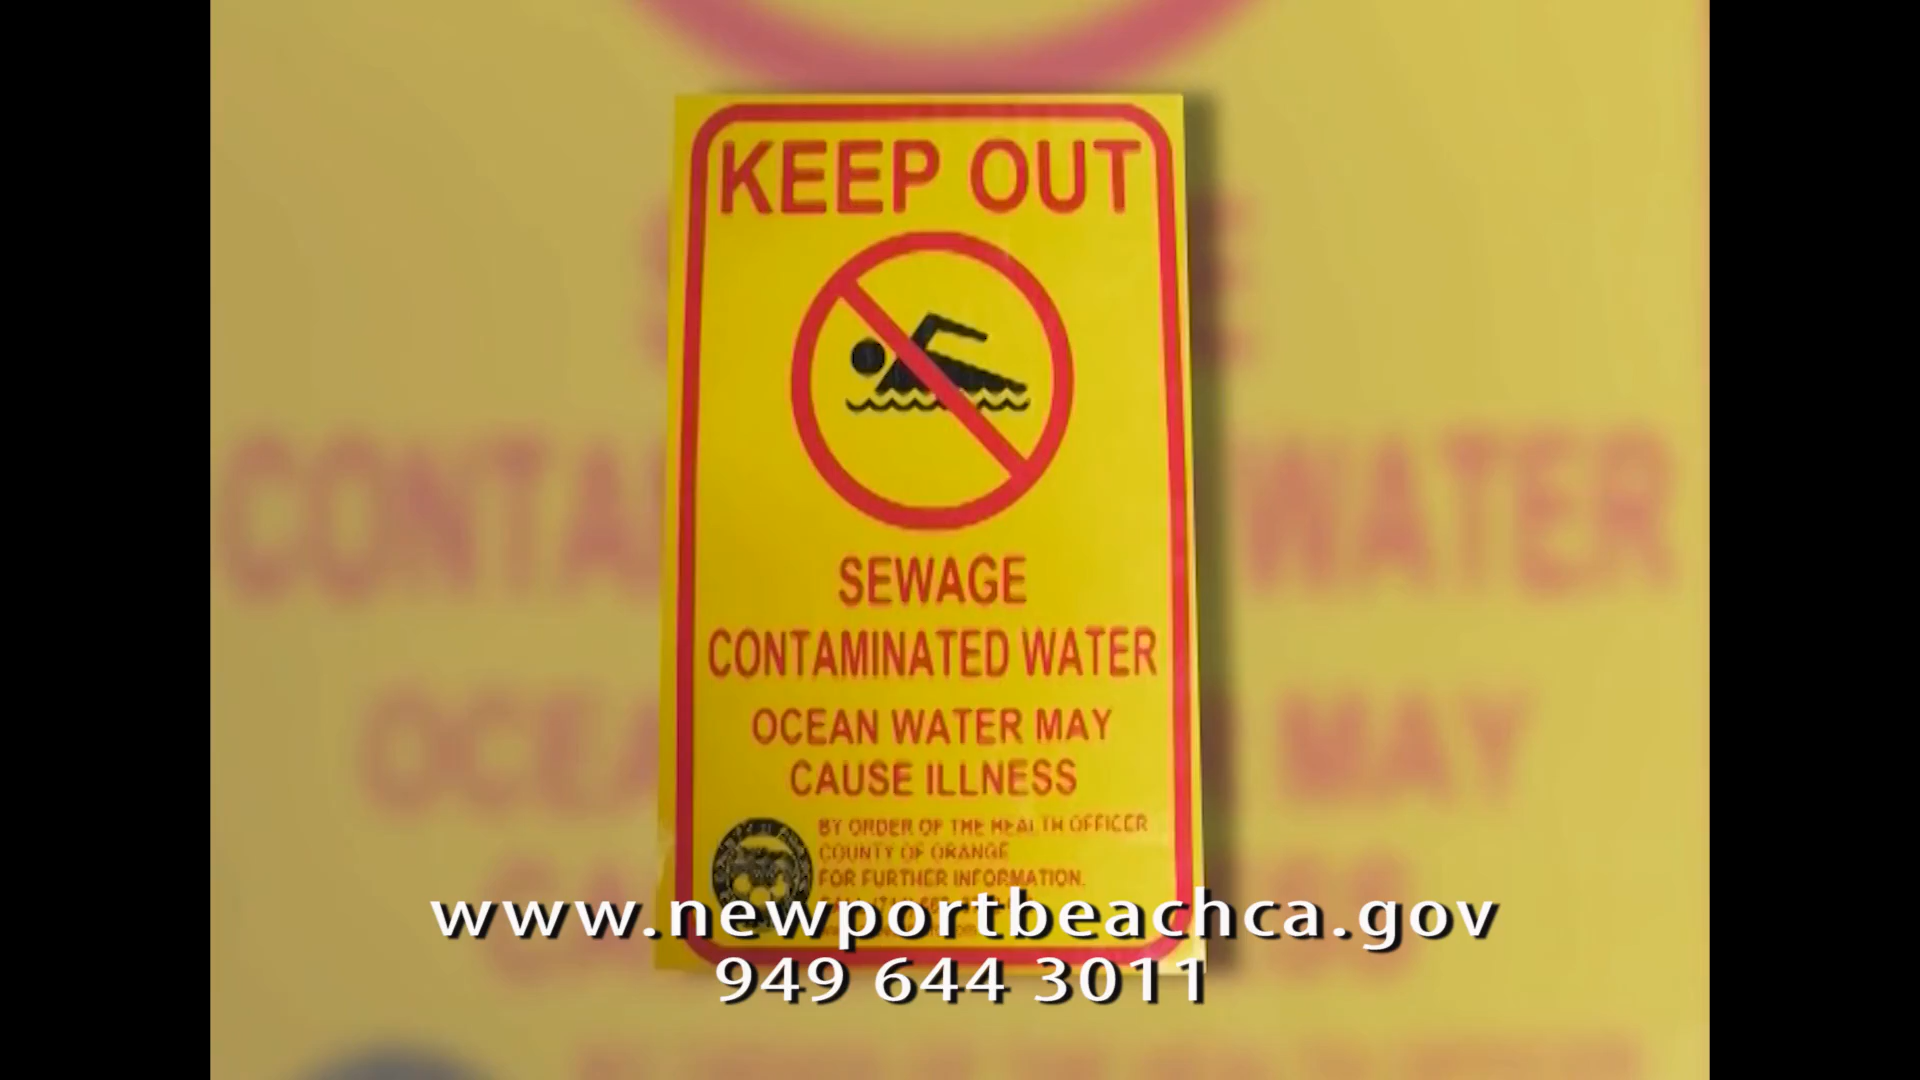 KEEP OUT
SEWAGE
CONTAMINATED WATER
OCEAN WATER MAY
CAUSE ILLNESS
BY ORDER OF THE HEALTH OFFICER
COUNTY OF ORANGE
FOR FURTHER INFORMATION.
www.newportbeachca.gov
949 644 3011